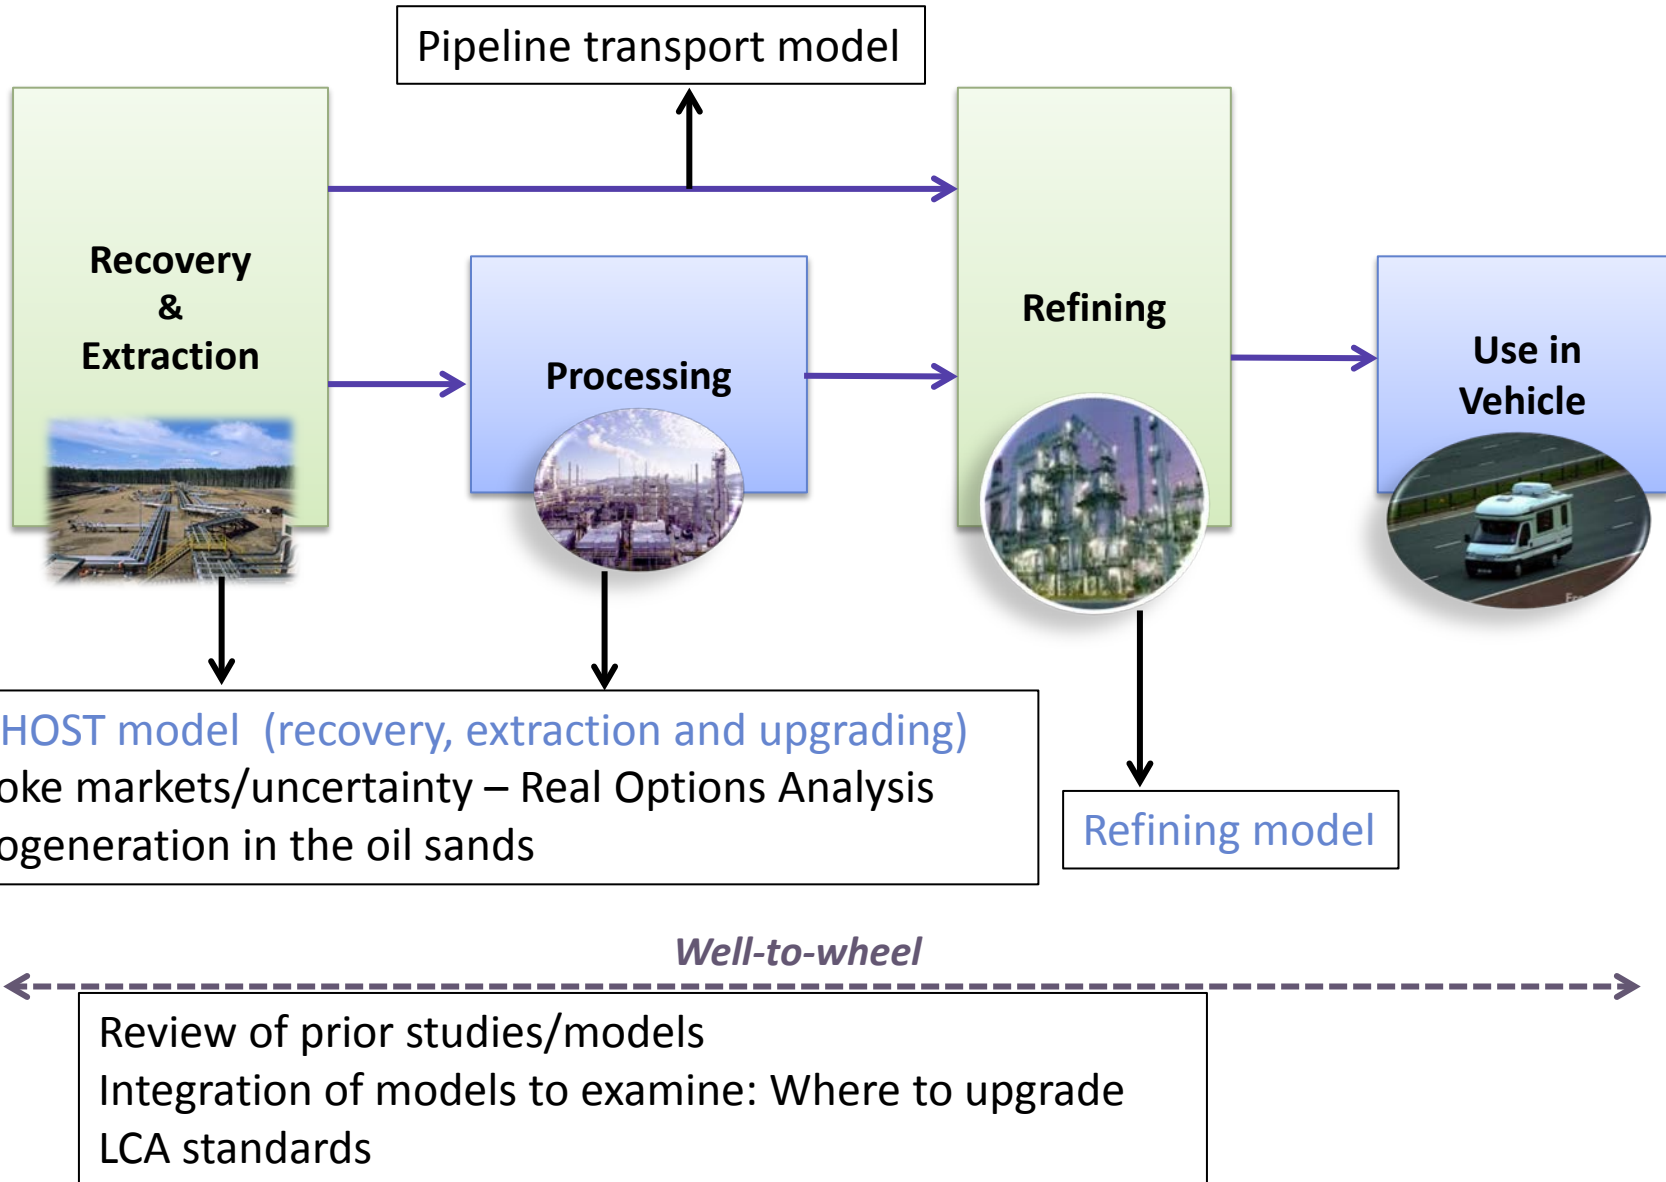 Pipeline transport model
Recovery
&
Extraction
Processing
Refining
Use in
Vehicle
HOST model  (recovery, extraction and upgrading)
oke markets/uncertainty – Real Options Analysis
ogeneration in the oil sands
Refining model
Well-to-wheel
Review of prior studies/models
Integration of models to examine: Where to upgrade
LCA standards